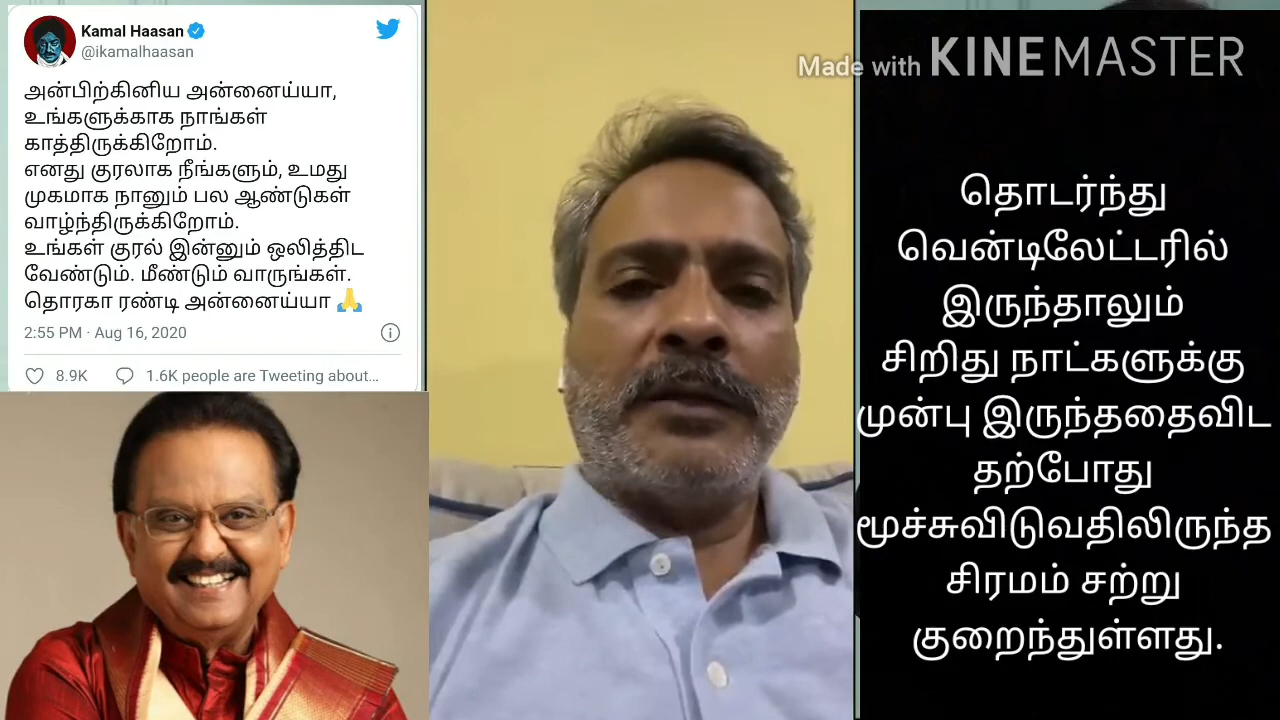 Kamal Haasan
@ikamalhaasan
அன்பிற்கினிய அன்னைய்யா,
உங்களுக்காக நாங்கள்
காத்திருக்கிறோம்.
எனது குரலாக நீங்களும், உமது
முகமாக நானும் பல ஆண்டுகள்
வாழ்ந்திருக்கிறோம்.
உங்கள் குரல் இன்னும் ஒலித்திட
வேண்டும். மீண்டும் வாருங்கள்.
தொரகா ரண்டி அன்னைய்யா 🙏
2:55 PM · Aug 16, 2020
8.9K 1.6K people are Tweeting about...
Made with KINEMASTER
தொடர்ந்து
வென்டிலேட்டரில்
இருந்தாலும்
சிறிது நாட்களுக்கு
முன்பு இருந்ததைவிட
தற்போது
மூச்சுவிடுவதிலிருந்த
சிரமம் சற்று
குறைந்துள்ளது.